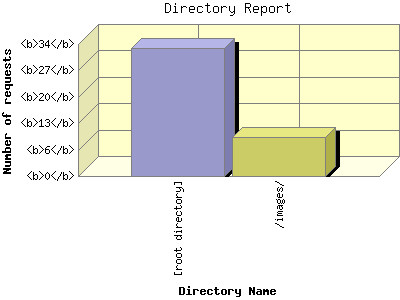 Directory Report
Number of requests
<b>34</b>
<b>27</b>
<b>20</b>
<b>13</b>
<b>6</b>
<b>0</b>
[root directory]
/images/
Directory Name